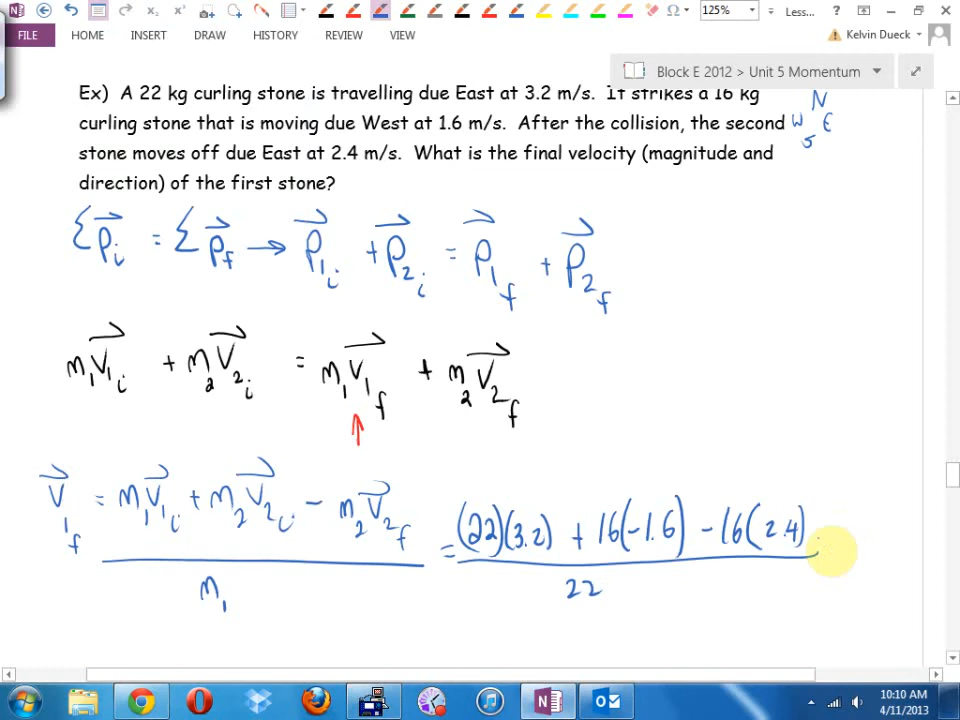 125% Less... ?
FILE HOME INSERT DRAW HISTORY REVIEW VIEW Kelvin Dueck
Block E 2012 > Unit 5 Momentum
Ex) A 22 kg curling stone is travelling due East at 3.2 m/s. It strikes a 16 kg
curling stone that is moving due West at 1.6 m/s. After the collision, the second
stone moves off due East at 2.4 m/s. What is the final velocity (magnitude and
direction) of the first stone?
N
W E
S
Σp⃗i = Σp⃗f → p⃗1i + p⃗2i = p⃗1f + p⃗2f
m1v⃗1i + m2v⃗2i = m1v⃗1f + m2v⃗2f
↑
v⃗1f = m1v⃗1i + m2v⃗2i − m2v⃗2f = (22)(3.2) + 16(-1.6) − 16(2.4)
m1 22
10:10 AM
4/11/2013